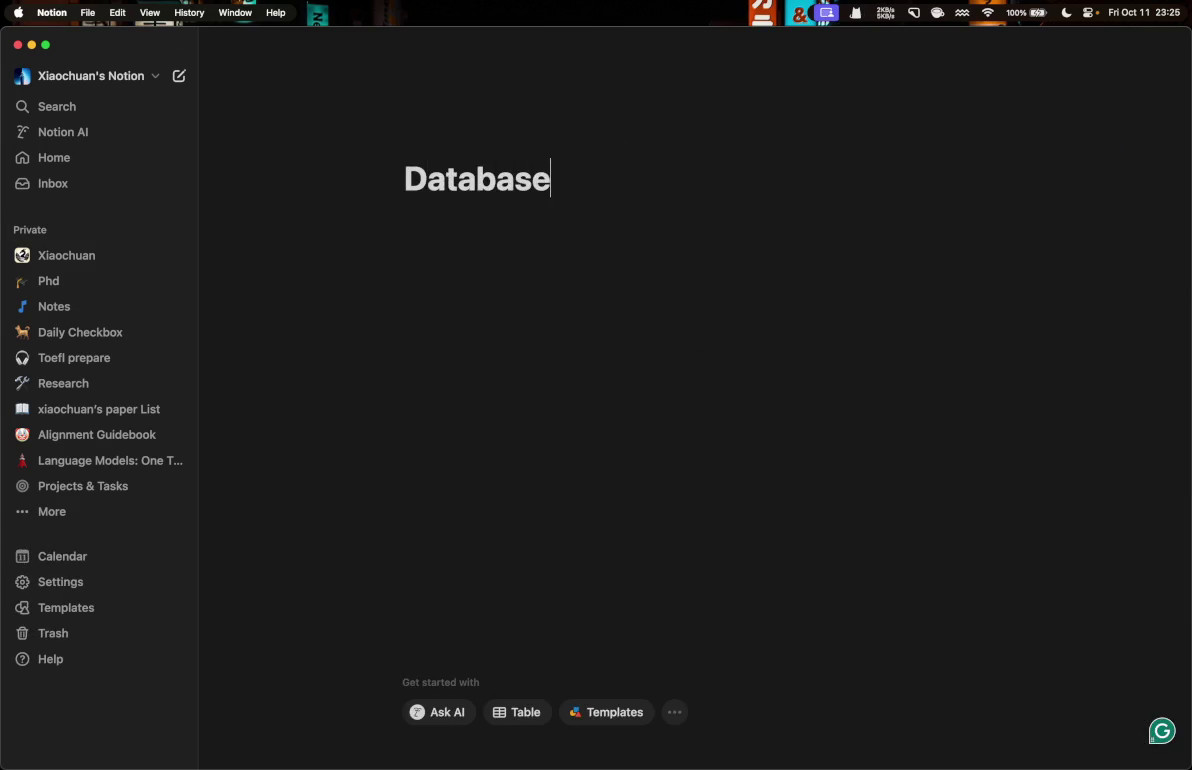 Notion File Edit View History Window Help
2KB/s
5KB/s
100%
Fri Oct 11 23:25
Xiaochuan's Notion
Search
Notion AI
Home
Inbox
Private
Xiaochuan
Phd
Notes
Daily Checkbox
Toefl prepare
Research
xiaochuan's paper List
Alignment Guidebook
Language Models: One T...
Projects & Tasks
More
Calendar
Settings
Templates
Trash
Help
Database
Get started with
Ask AI
Table
Templates